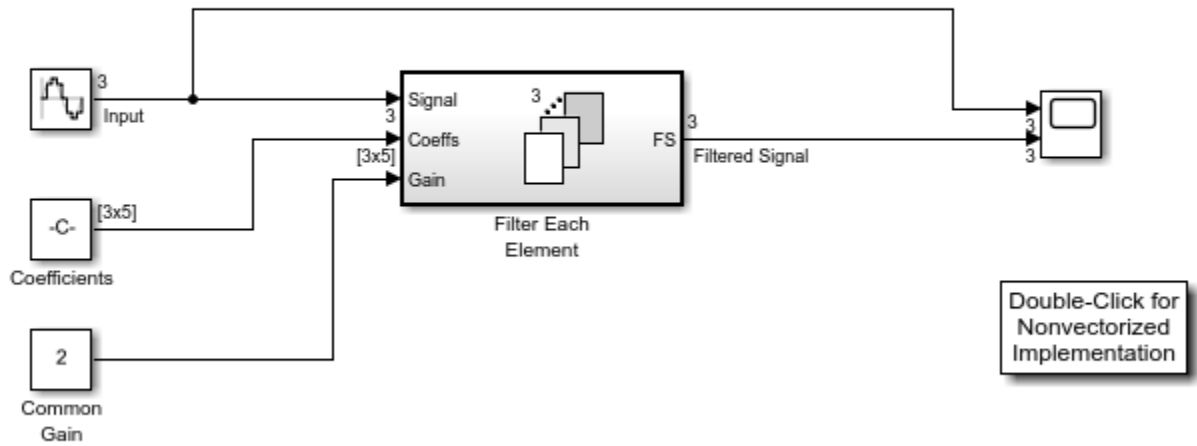 3
Input
Signal
3
Coeffs
[3x5]
Gain
3
FS
3
Filtered Signal
3
3
Filter Each
Element
-C-
[3x5]
Coefficients
2
Common
Gain
Double-Click for
Nonvectorized
Implementation